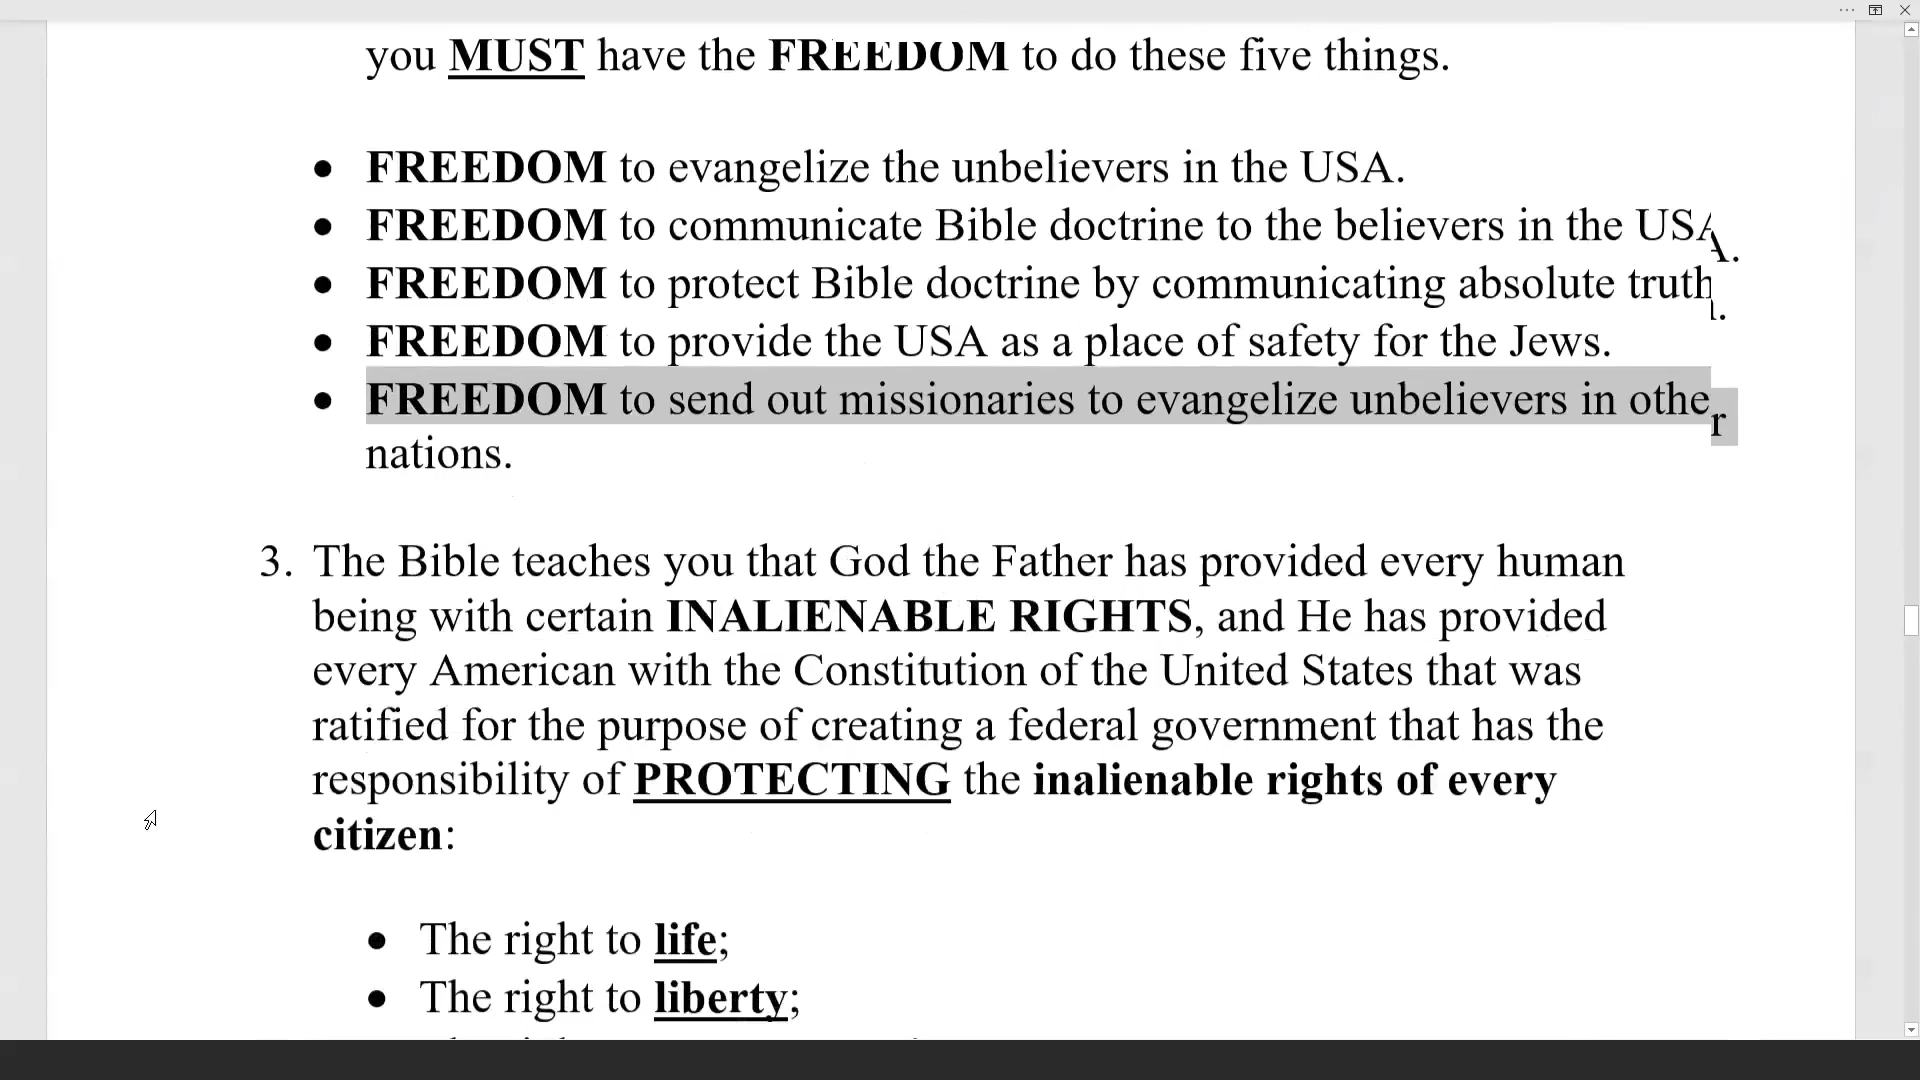 you MUST have the FREEDOM to do these five things.
• FREEDOM to evangelize the unbelievers in the USA.
• FREEDOM to communicate Bible doctrine to the believers in the USA.
• FREEDOM to protect Bible doctrine by communicating absolute truth.
• FREEDOM to provide the USA as a place of safety for the Jews.
• FREEDOM to send out missionaries to evangelize unbelievers in other
nations.
3. The Bible teaches you that God the Father has provided every human
being with certain INALIENABLE RIGHTS, and He has provided
every American with the Constitution of the United States that was
ratified for the purpose of creating a federal government that has the
responsibility of PROTECTING the inalienable rights of every
citizen:
• The right to life;
• The right to liberty;